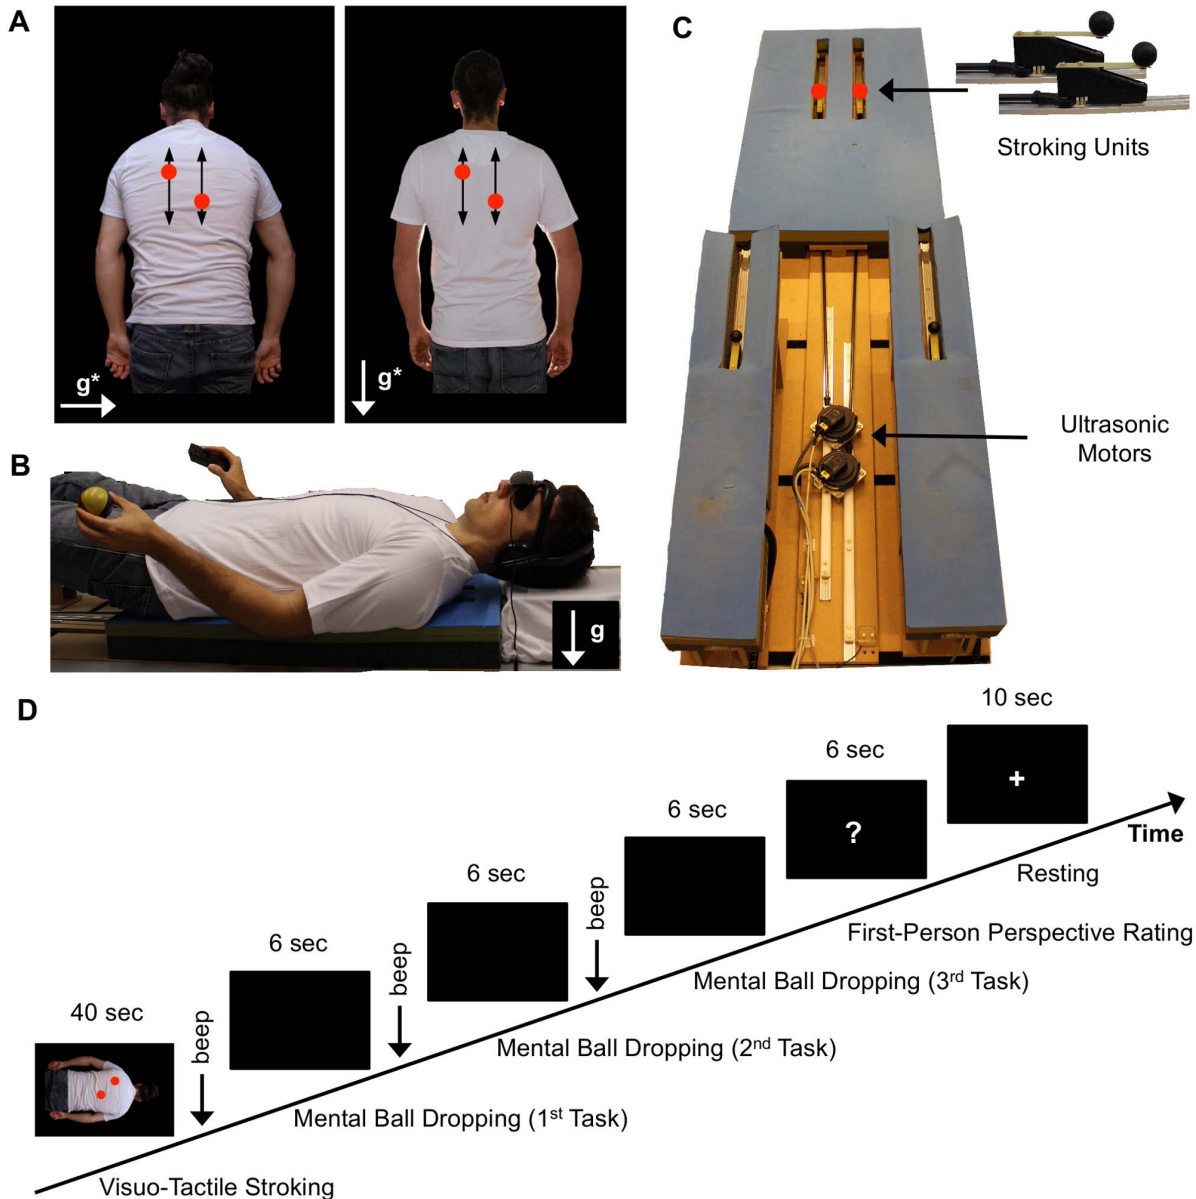 A
g*
g*
B
g
C
Stroking Units
Ultrasonic
Motors
D
40 sec
beep
6 sec
beep
6 sec
beep
6 sec
6 sec
?
10 sec
+
Time
Resting
First-Person Perspective Rating
Mental Ball Dropping (3rd Task)
Mental Ball Dropping (2nd Task)
Mental Ball Dropping (1st Task)
Visuo-Tactile Stroking